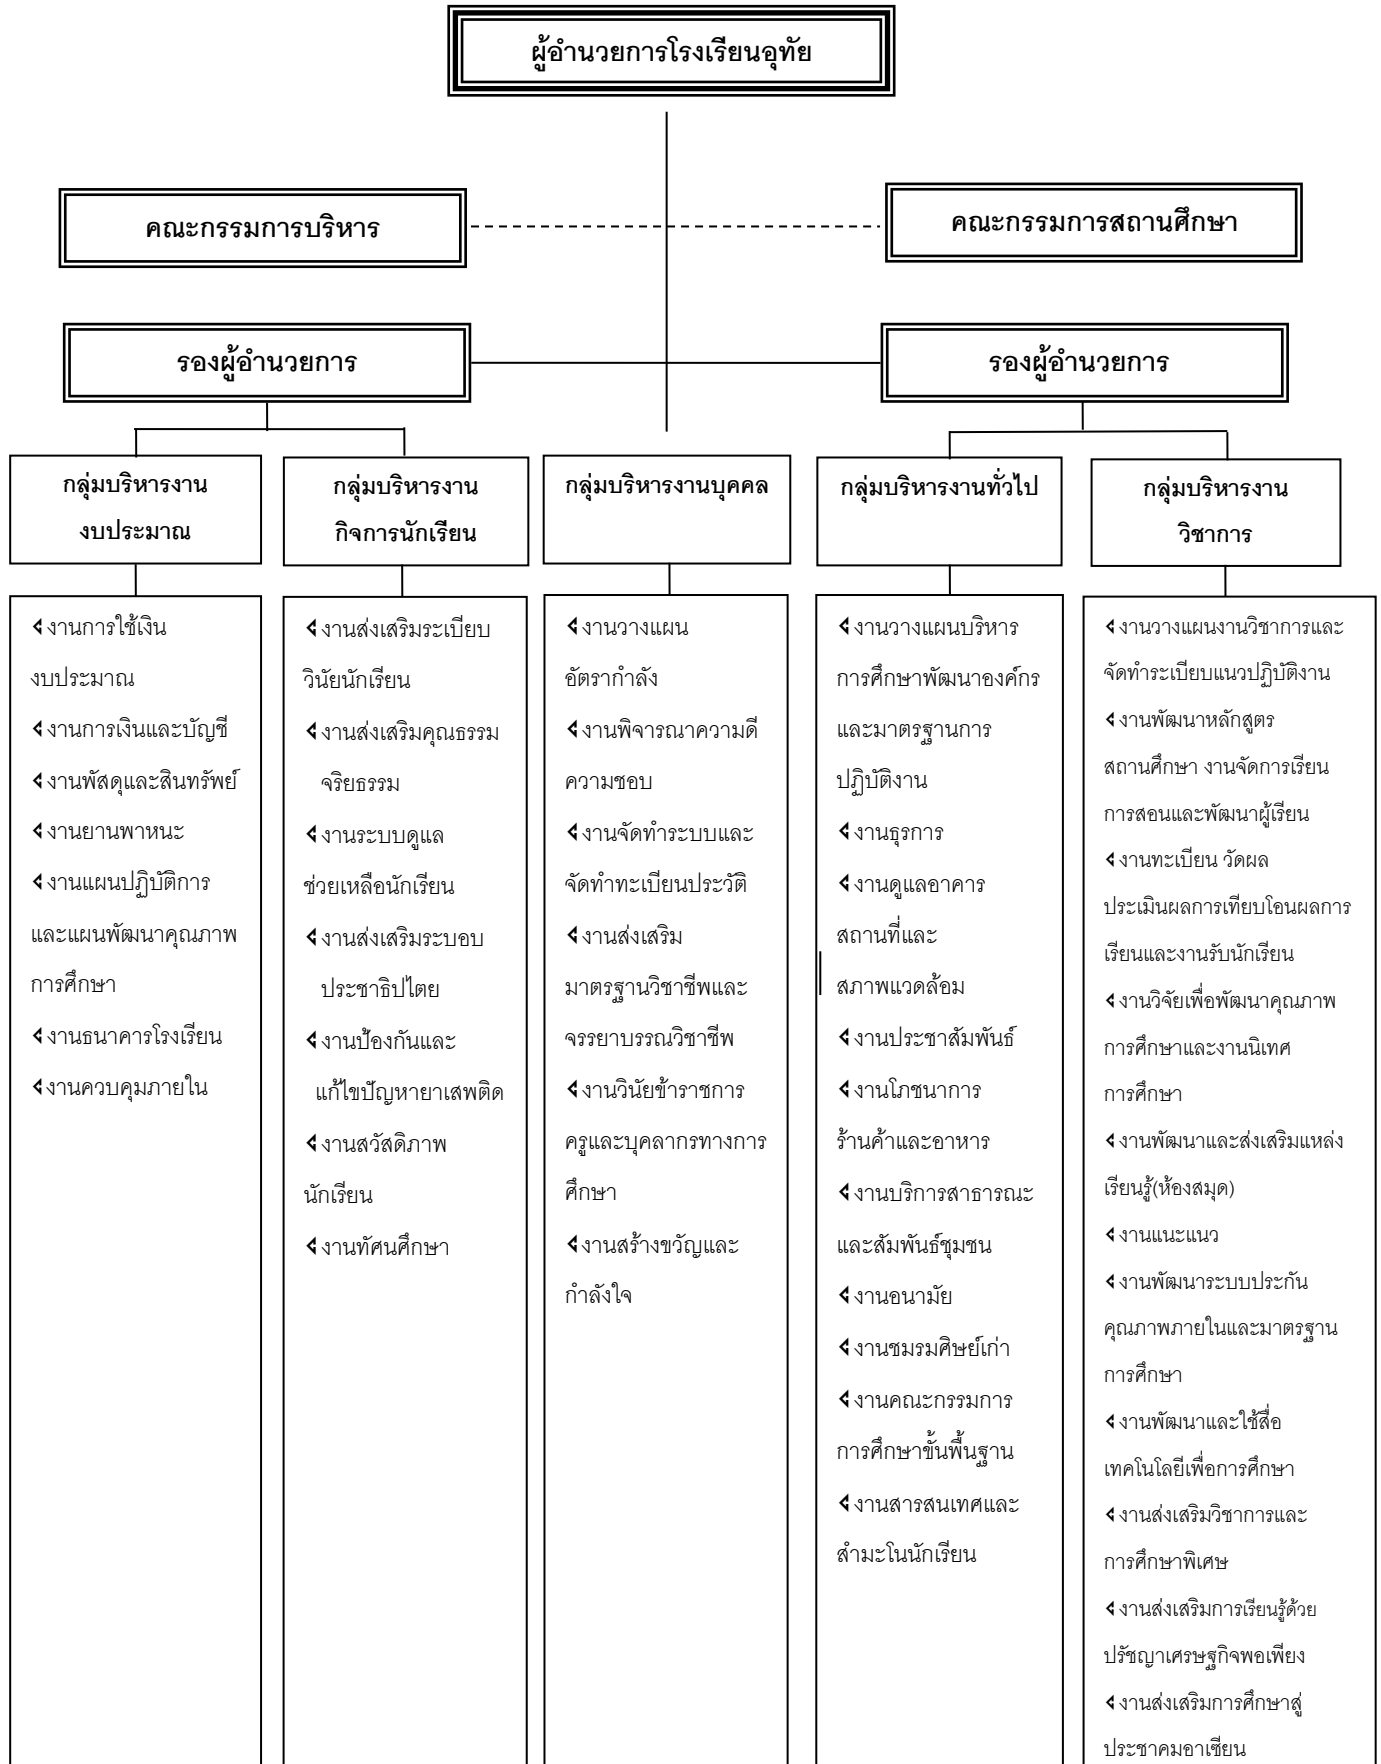 ผู้อำนวยการโรงเรียนอุทัย
คณะกรรมการบริหาร
คณะกรรมการสถานศึกษา
รองผู้อำนวยการ
รองผู้อำนวยการ
กลุ่มบริหารงาน
งบประมาณ
กลุ่มบริหารงาน
กิจการนักเรียน
กลุ่มบริหารงานบุคคล
กลุ่มบริหารงานทั่วไป
กลุ่มบริหารงาน
วิชาการ
งานการใช้เงิน
งบประมาณ
งานการเงินและบัญชี
งานพัสดุและสินทรัพย์
งานยานพาหนะ
งานแผนปฏิบัติการ
และแผนพัฒนาคุณภาพ
การศึกษา
งานธนาคารโรงเรียน
งานควบคุมภายใน
งานส่งเสริมระเบียบ
วินัยนักเรียน
งานส่งเสริมคุณธรรม
จริยธรรม
งานระบบดูแล
ช่วยเหลือนักเรียน
งานส่งเสริมระบอบ
ประชาธิปไตย
งานป้องกันและ
แก้ไขปัญหายาเสพติด
งานสวัสดิภาพ
นักเรียน
งานทัศนศึกษา
งานวางแผน
อัตรากำลัง
งานพิจารณาความดี
ความชอบ
งานจัดทำระบบและ
จัดทำทะเบียนประวัติ
งานส่งเสริม
มาตรฐานวิชาชีพและ
จรรยาบรรณวิชาชีพ
งานวินัยข้าราชการ
ครูและบุคลากรทางการ
ศึกษา
งานสร้างขวัญและ
กำลังใจ
งานวางแผนบริหาร
การศึกษาพัฒนาองค์กร
และมาตรฐานการ
ปฏิบัติงาน
งานธุรการ
งานดูแลอาคาร
สถานที่และ
สภาพแวดล้อม
งานประชาสัมพันธ์
งานโภชนาการ
ร้านค้าและอาหาร
งานบริการสาธารณะ
และสัมพันธ์ชุมชน
งานอนามัย
งานชมรมศิษย์เก่า
งานคณะกรรมการ
การศึกษาขั้นพื้นฐาน
งานสารสนเทศและ
สำมะโนนักเรียน
งานวางแผนงานวิชาการและ
จัดทำระเบียบแนวปฏิบัติงาน
งานพัฒนาหลักสูตร
สถานศึกษา งานจัดการเรียน
การสอนและพัฒนาผู้เรียน
งานทะเบียน วัดผล
ประเมินผลการเทียบโอนผลการ
เรียนและงานรับนักเรียน
งานวิจัยเพื่อพัฒนาคุณภาพ
การศึกษาและงานนิเทศ
การศึกษา
งานพัฒนาและส่งเสริมแหล่ง
เรียนรู้(ห้องสมุด)
งานแนะแนว
งานพัฒนาระบบประกัน
คุณภาพภายในและมาตรฐาน
การศึกษา
งานพัฒนาและใช้สื่อ
เทคโนโลยีเพื่อการศึกษา
งานส่งเสริมวิชาการและ
การศึกษาพิเศษ
งานส่งเสริมการเรียนรู้ด้วย
ปรัชญาเศรษฐกิจพอเพียง
งานส่งเสริมการศึกษาสู่
ประชาคมอาเซียน